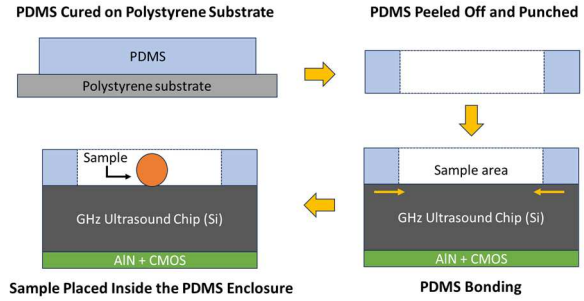 PDMS Cured on Polystyrene Substrate
PDMS Peeled Off and Punched
PDMS
Polystyrene substrate
Sample
GHz Ultrasound Chip (Si)
AlN + CMOS
Sample Placed Inside the PDMS Enclosure
Sample area
GHz Ultrasound Chip (Si)
AlN + CMOS
PDMS Bonding